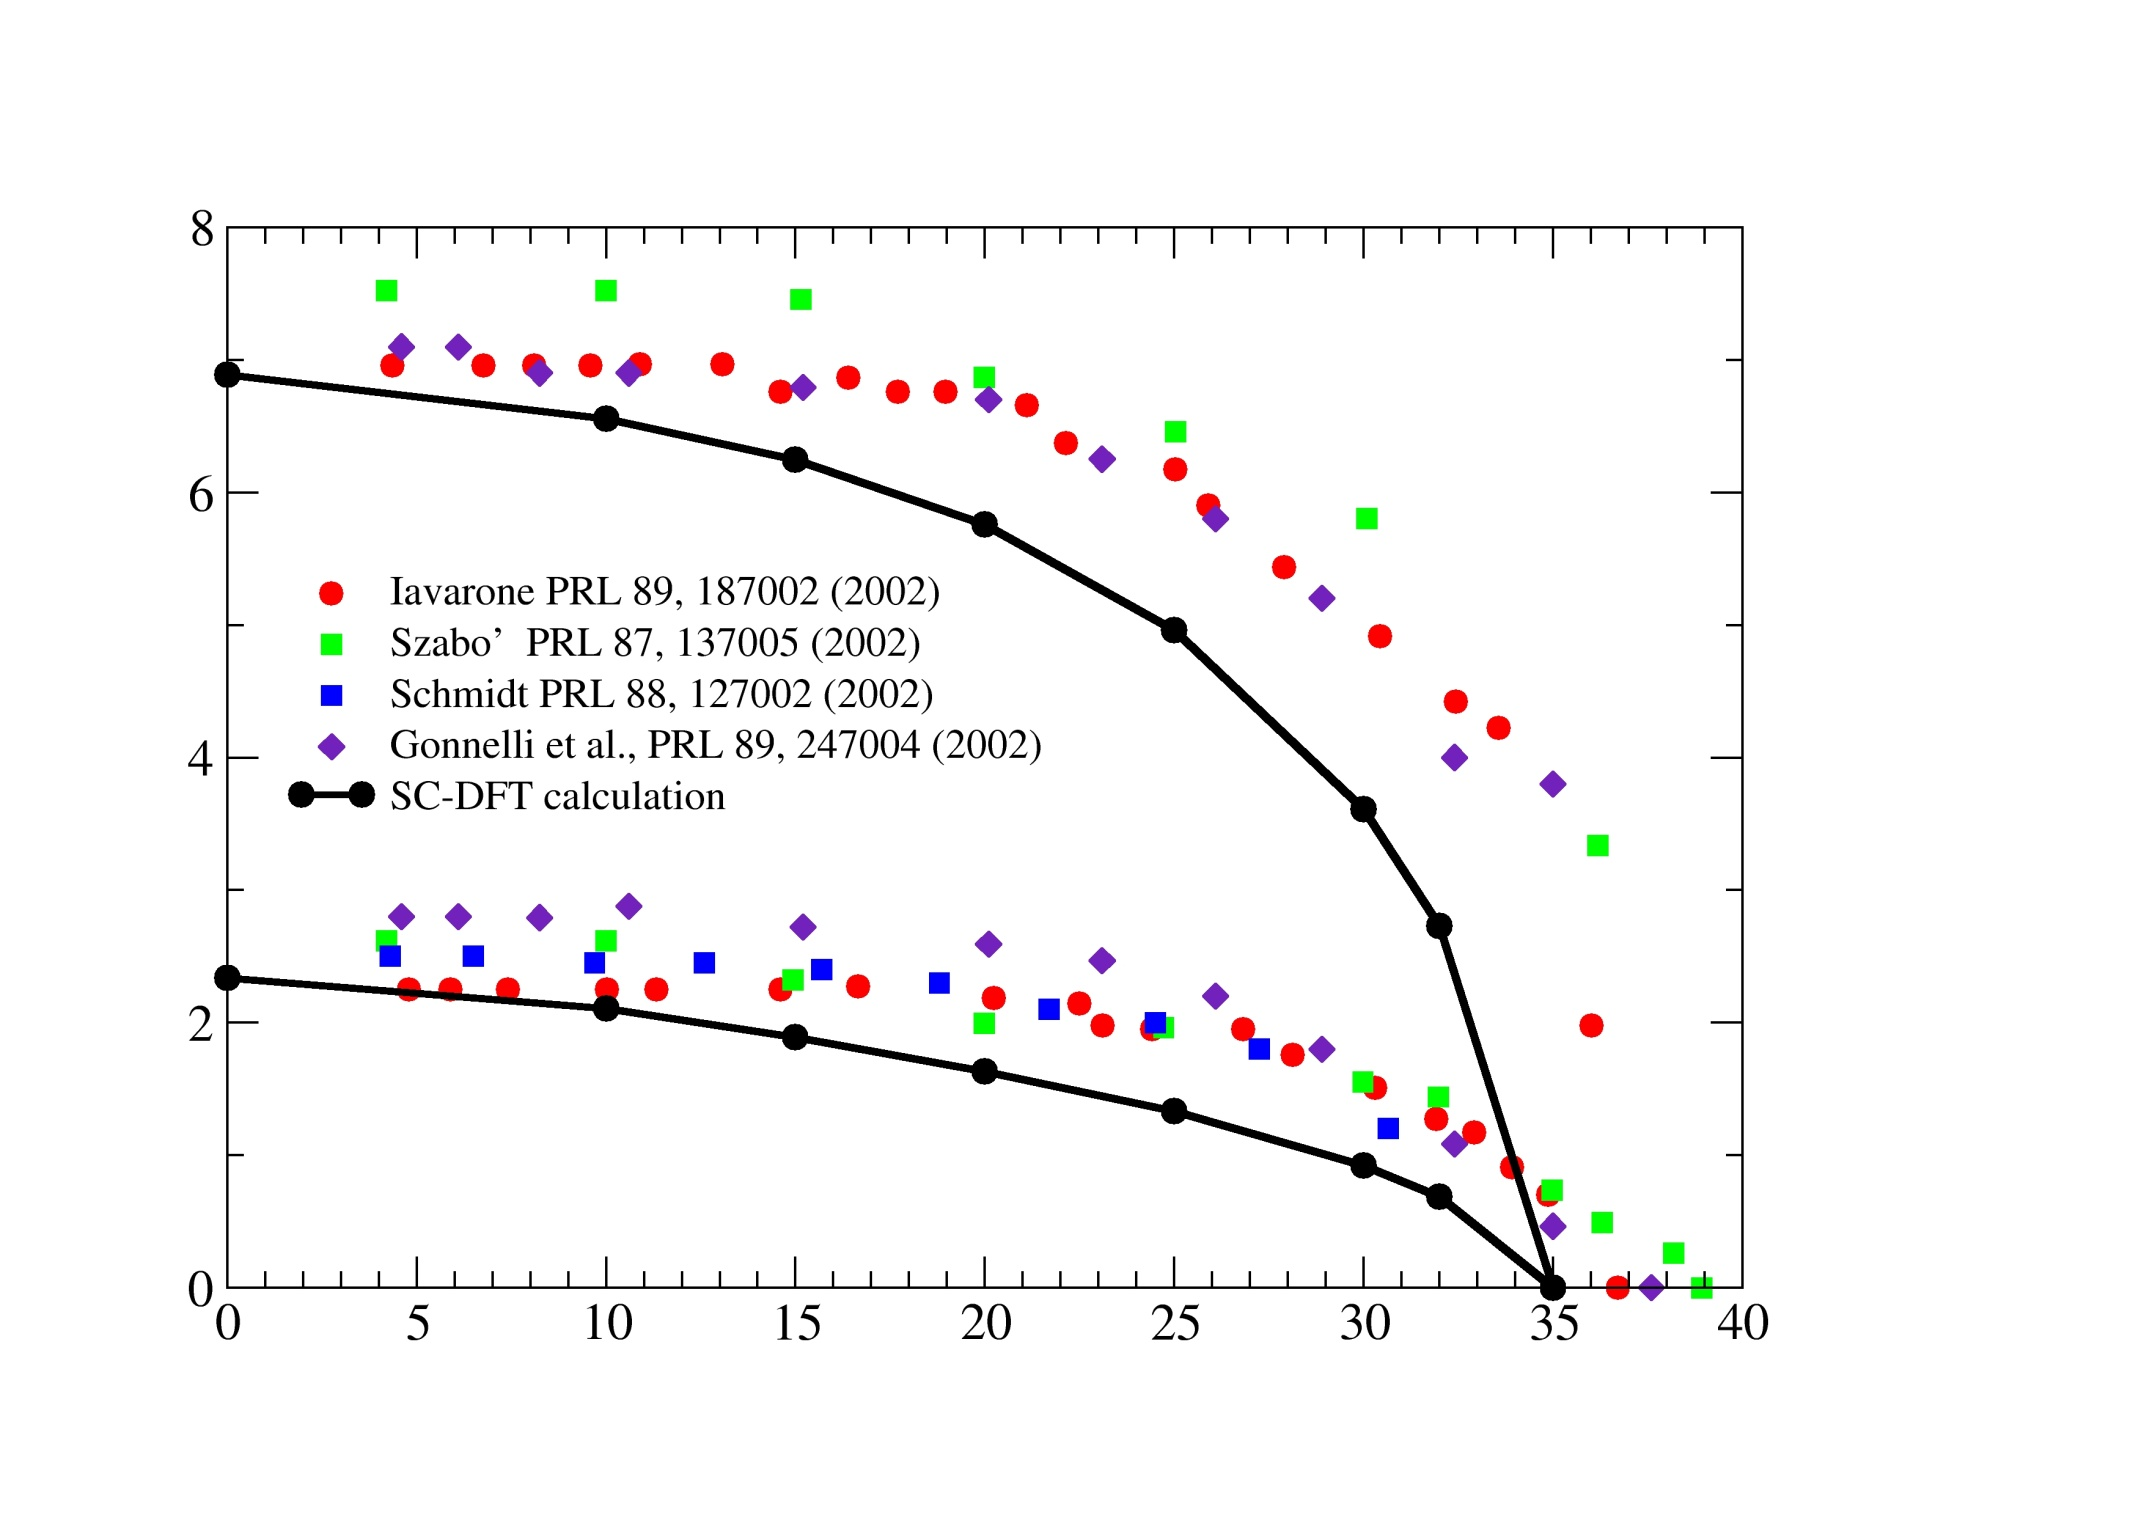 8
6
Iavarone PRL 89, 187002 (2002)
Szabo’ PRL 87, 137005 (2002)
Schmidt PRL 88, 127002 (2002)
Gonnelli et al., PRL 89, 247004 (2002)
4
SC-DFT calculation
2
0
0 5 10 15 20 25 30 35 40